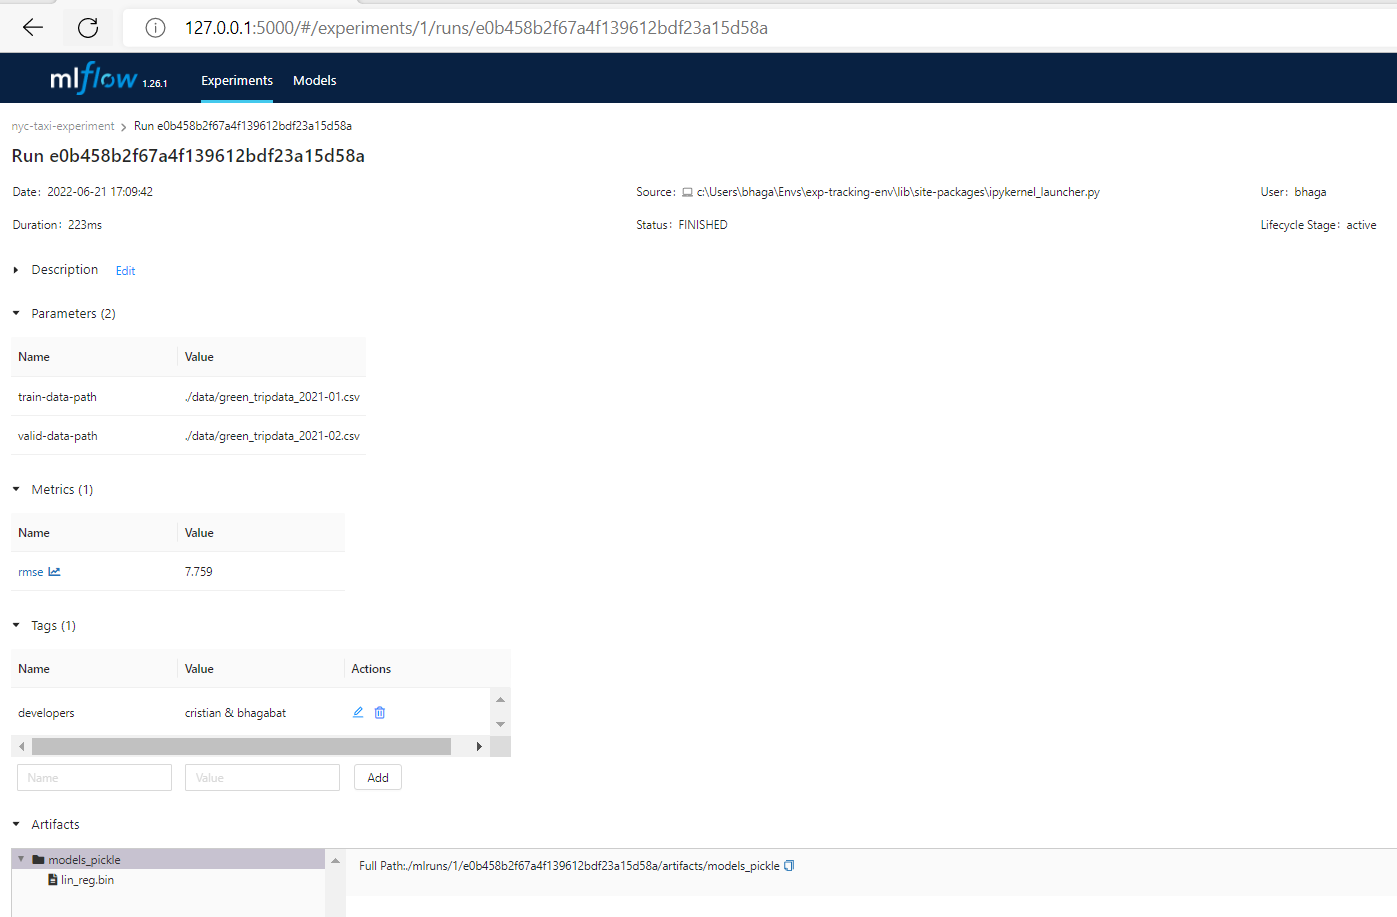 127.0.0.1:5000/#/experiments/1/runs/e0b458b2f67a4f139612bdf23a15d58a
mlflow 1.26.1 Experiments Models
nyc-taxi-experiment > Run e0b458b2f67a4f139612bdf23a15d58a
Run e0b458b2f67a4f139612bdf23a15d58a
Date: 2022-06-21 17:09:42 Source: c:\Users\bhaga\Envs\exp-tracking-env\lib\site-packages\ipykernel_launcher.py User: bhaga
Duration: 223ms Status: FINISHED Lifecycle Stage: active
Description Edit
Parameters (2)
Name Value
train-data-path ./data/green_tripdata_2021-01.csv
valid-data-path ./data/green_tripdata_2021-02.csv
Metrics (1)
Name Value
rmse 7.759
Tags (1)
Name Value Actions
developers cristian & bhagabat
Name Value Add
Artifacts
models_pickle
lin_reg.bin
Full Path:./mlruns/1/e0b458b2f67a4f139612bdf23a15d58a/artifacts/models_pickle